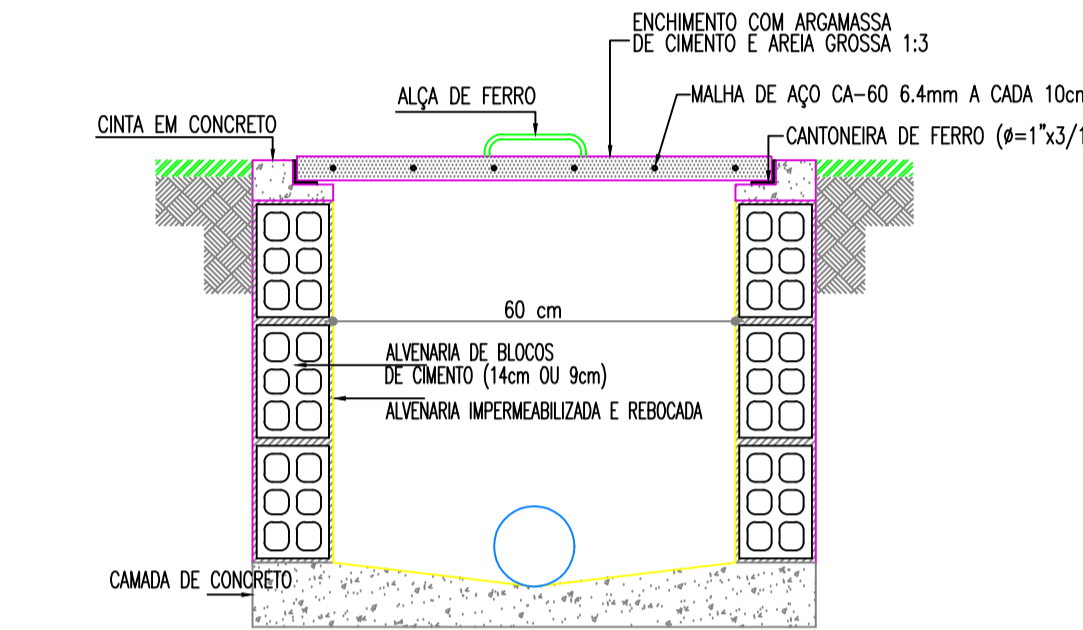 ENCHIMENTO COM ARGAMASSA
DE CIMENTO E AREIA GROSSA 1:3
ALÇA DE FERRO
MALHA DE AÇO CA-60 6.4mm A CADA 10cm
CINTA EM CONCRETO
CANTONEIRA DE FERRO (ø=1"x3/1
60 cm
ALVENARIA DE BLOCOS
DE CIMENTO (14cm OU 9cm)
ALVENARIA IMPERMEABILIZADA E REBOCADA
CAMADA DE CONCRETO